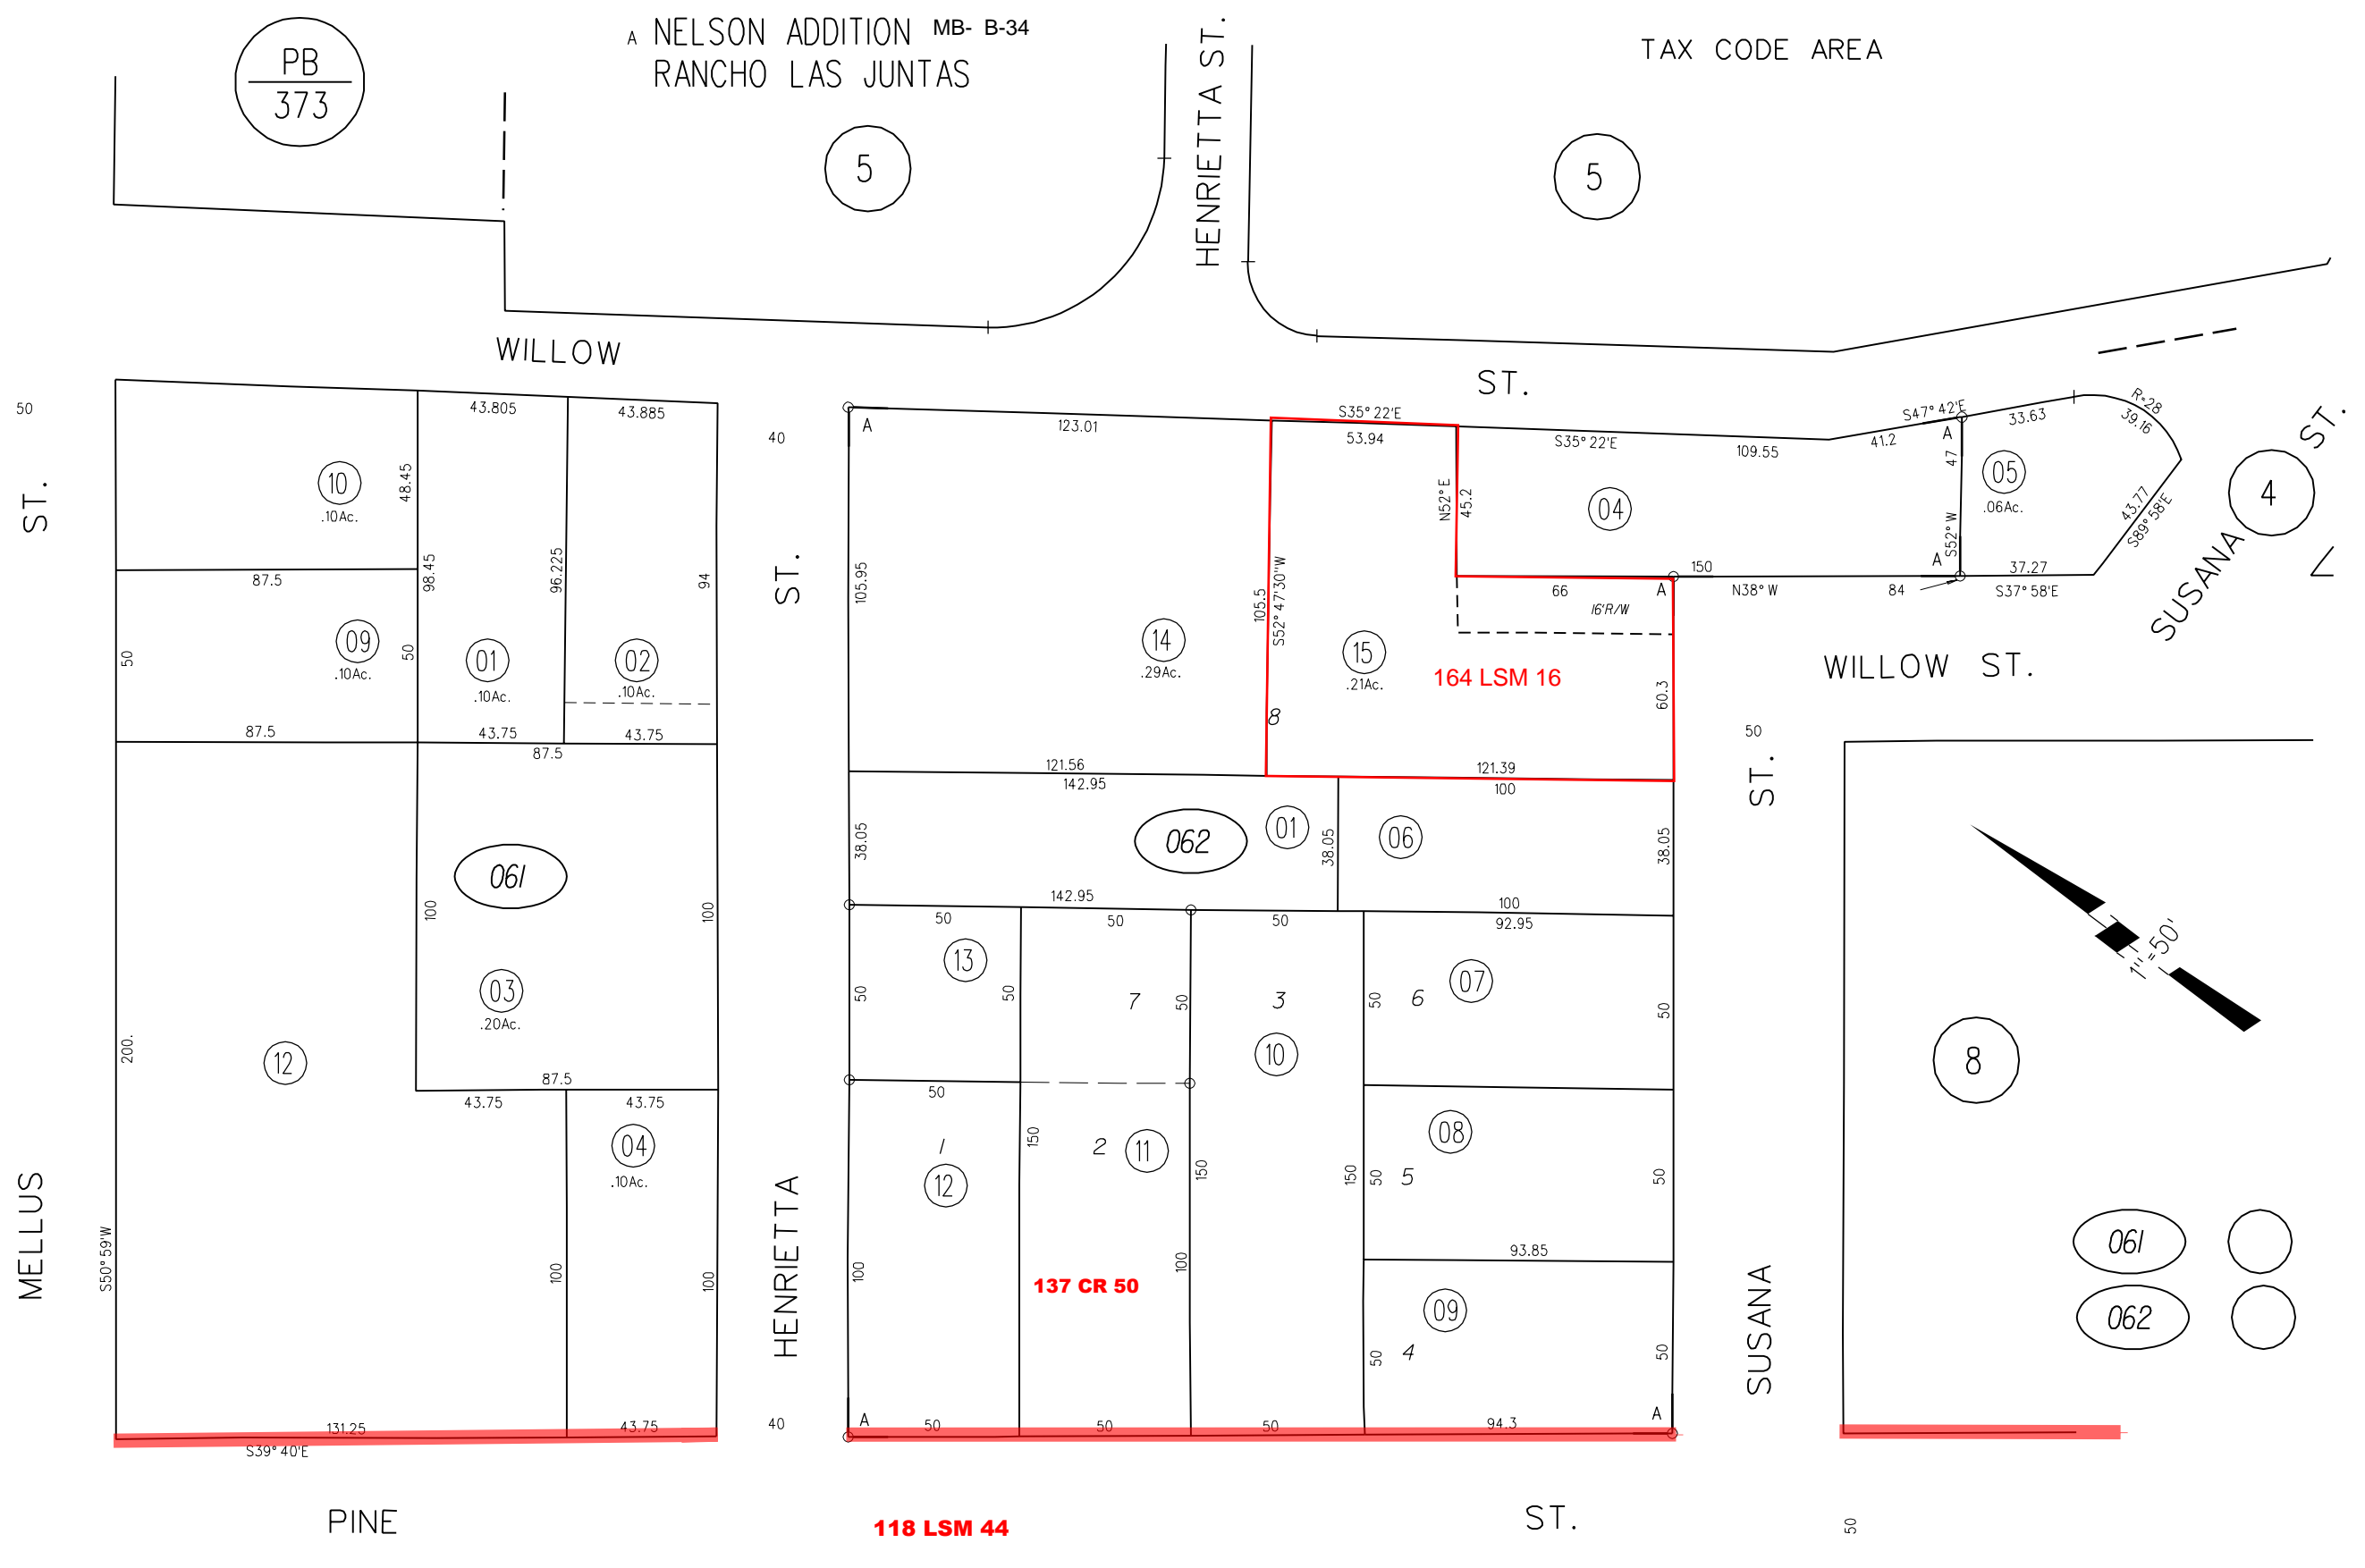 PB
373
A NELSON ADDITION MB- B-34
RANCHO LAS JUNTAS
HENRIETTA ST.
TAX CODE AREA
5
5
WILLOW
ST.
50
ST.
MELLUS
43.805
43.885
10
.10Ac.
48.45
87.5
98.45
96.225
94
09
.10Ac.
50
50
01
.10Ac.
02
.10Ac.
87.5
43.75
43.75
87.5
061
100
100
03
.20Ac.
200.
12
87.5
43.75
43.75
04
.10Ac.
S50° 59'W
100
100
131.25
43.75
S39° 40'E
40
ST.
HENRIETTA
40
A
123.01
S35° 22'E
53.94
S35° 22'E
109.55
41.2
S47° 42'E
33.63
R=28
39.16
A
47
05
.06Ac.
43.77
S89° 58'E
SUSANA ST.
4
N52° E
45.2
04
S52° W
A
150
37.27
66
A
N38° W
84
S37° 58'E
16'R/W
105.95
105.5
S52° 47'30"W
14
.29Ac.
15
.21Ac.
164 LSM 16
60.3
8
WILLOW ST.
121.56
142.95
121.39
100
38.05
062
01
38.05
06
38.05
142.95
100
50
50
50
92.95
13
50
50
7
50
3
50
6
07
50
10
50
1
12
150
2
11
150
150
50
5
08
50
100
100
93.85
137 CR 50
09
50
4
50
A
50
50
50
94.3
A
50
ST.
SUSANA
1"=50'
8
061
062
PINE
118 LSM 44
ST.
50